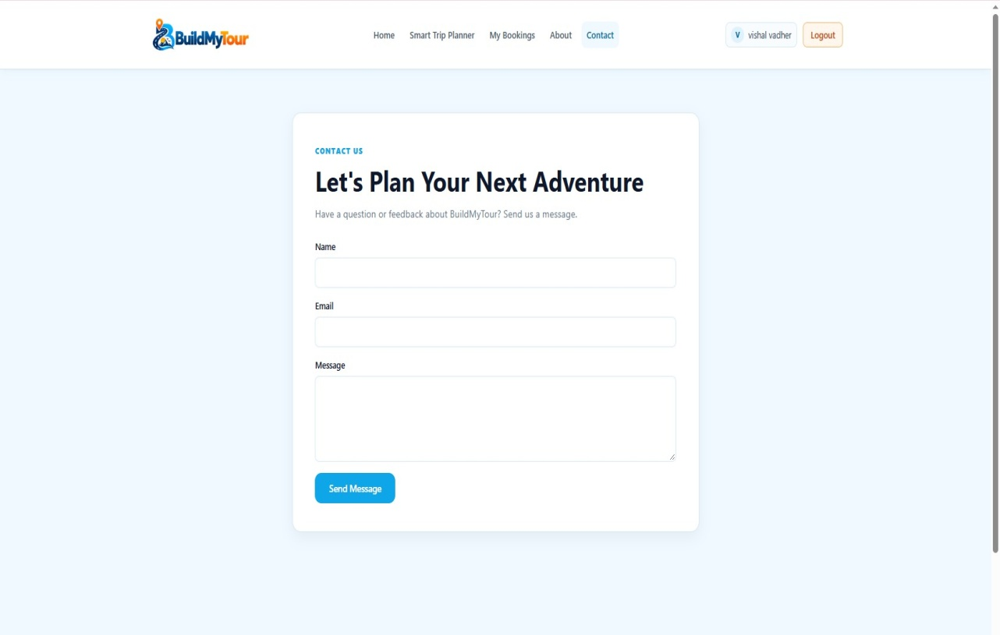 BuildMyTour
Home Smart Trip Planner My Bookings About Contact
V vishal vadher Logout
CONTACT US
Let's Plan Your Next Adventure
Have a question or feedback about BuildMyTour? Send us a message.
Name
Email
Message
Send Message